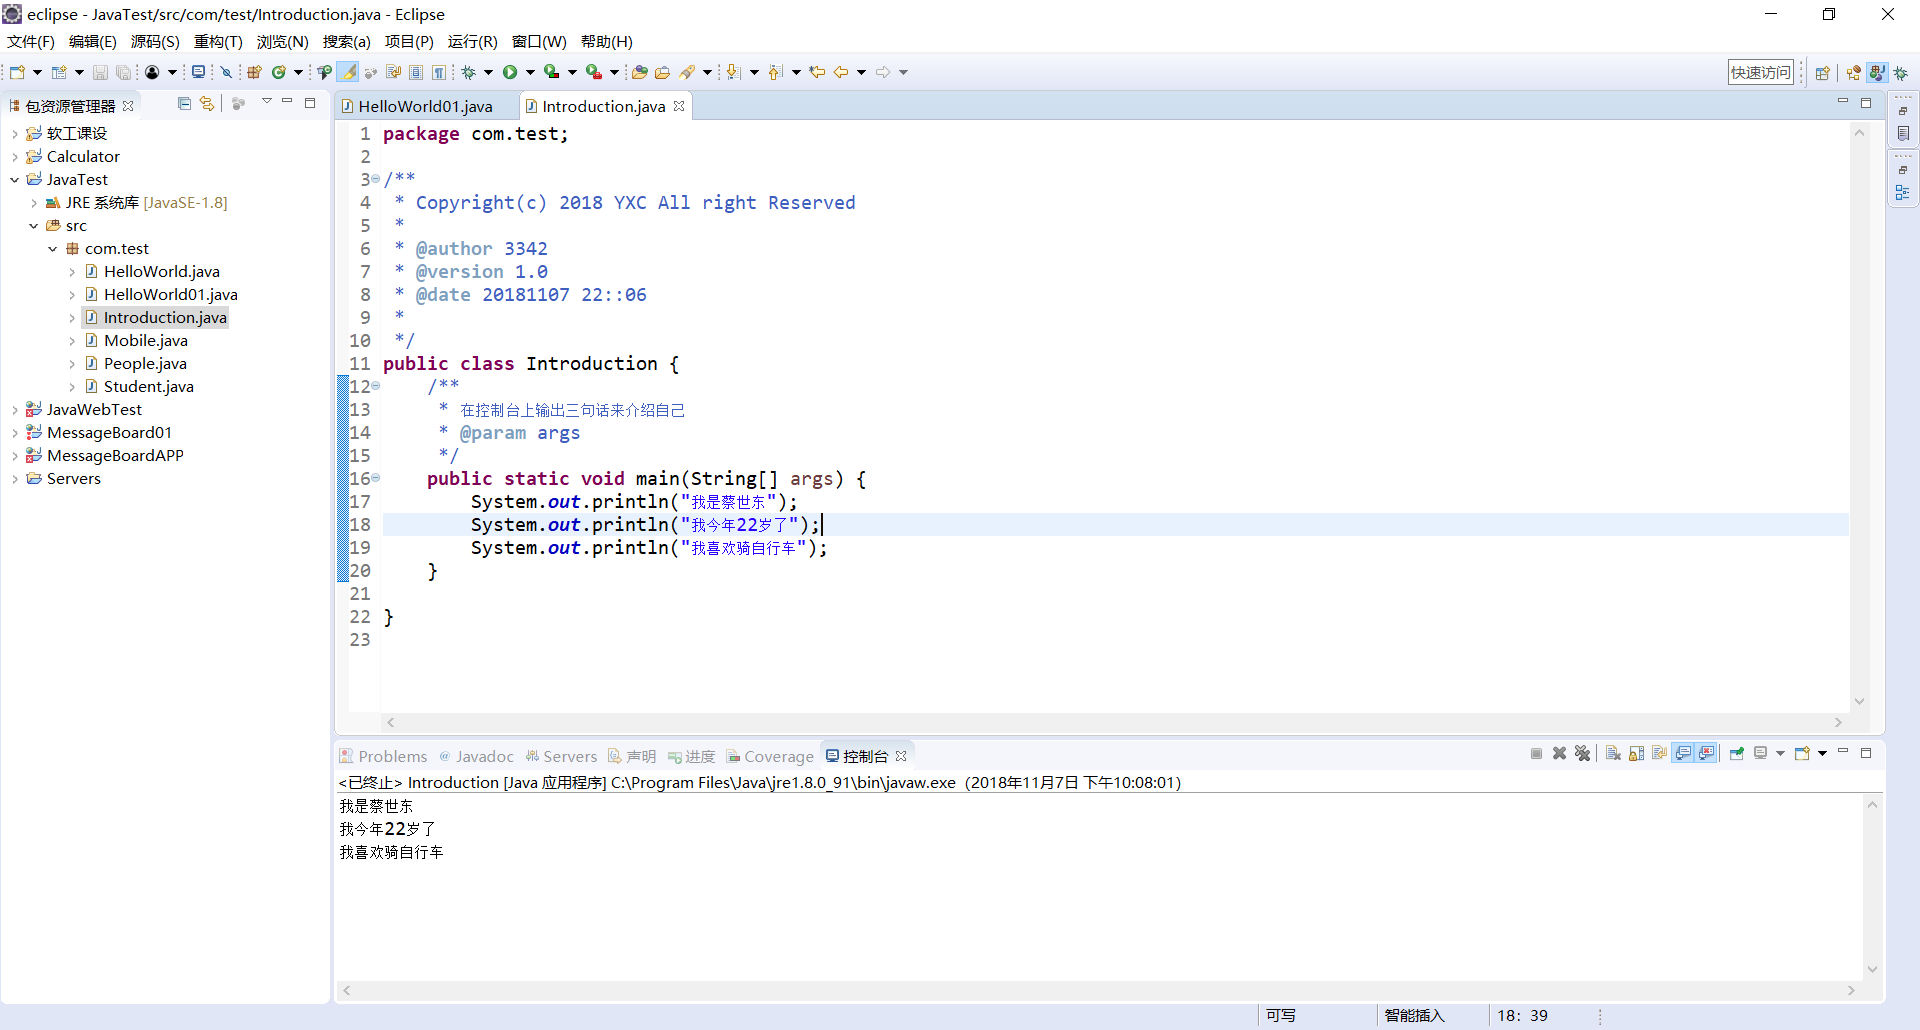 eclipse - JavaTest/src/com/test/Introduction.java - Eclipse
文件(F) 编辑(E) 源码(S) 重构(T) 浏览(N) 搜索(a) 项目(P) 运行(R) 窗口(W) 帮助(H)
快速访问
包资源管理器
软工课设
Calculator
JavaTest
JRE 系统库 [JavaSE-1.8]
src
com.test
HelloWorld.java
HelloWorld01.java
Introduction.java
Mobile.java
People.java
Student.java
JavaWebTest
MessageBoard01
MessageBoardAPP
Servers
HelloWorld01.java Introduction.java
1 package com.test;
2
3 /**
4 * Copyright(c) 2018 YXC All right Reserved
5 *
6 * @author 3342
7 * @version 1.0
8 * @date 20181107 22::06
9 *
10 */
11 public class Introduction {
12 /**
13 * 在控制台上输出三句话来介绍自己
14 * @param args
15 */
16 public static void main(String[] args) {
17 System.out.println("我是蔡世东");
18 System.out.println("我今年22岁了");
19 System.out.println("我喜欢骑自行车");
20 }
21
22 }
23
Problems @ Javadoc Servers 声明 进度 Coverage 控制台
<已终止> Introduction [Java 应用程序] C:\Program Files\Java\jre1.8.0_91\bin\javaw.exe（2018年11月7日 下午10:08:01）
我是蔡世东
我今年22岁了
我喜欢骑自行车
可写 智能插入 18：39